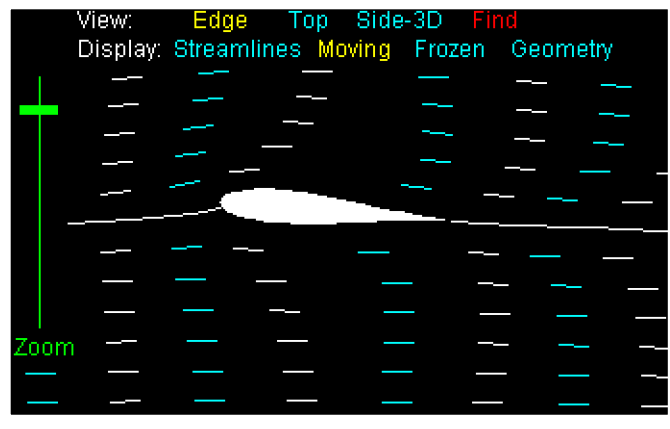 View: Edge Top Side-3D Find
Display: Streamlines Moving Frozen Geometry
Zoom